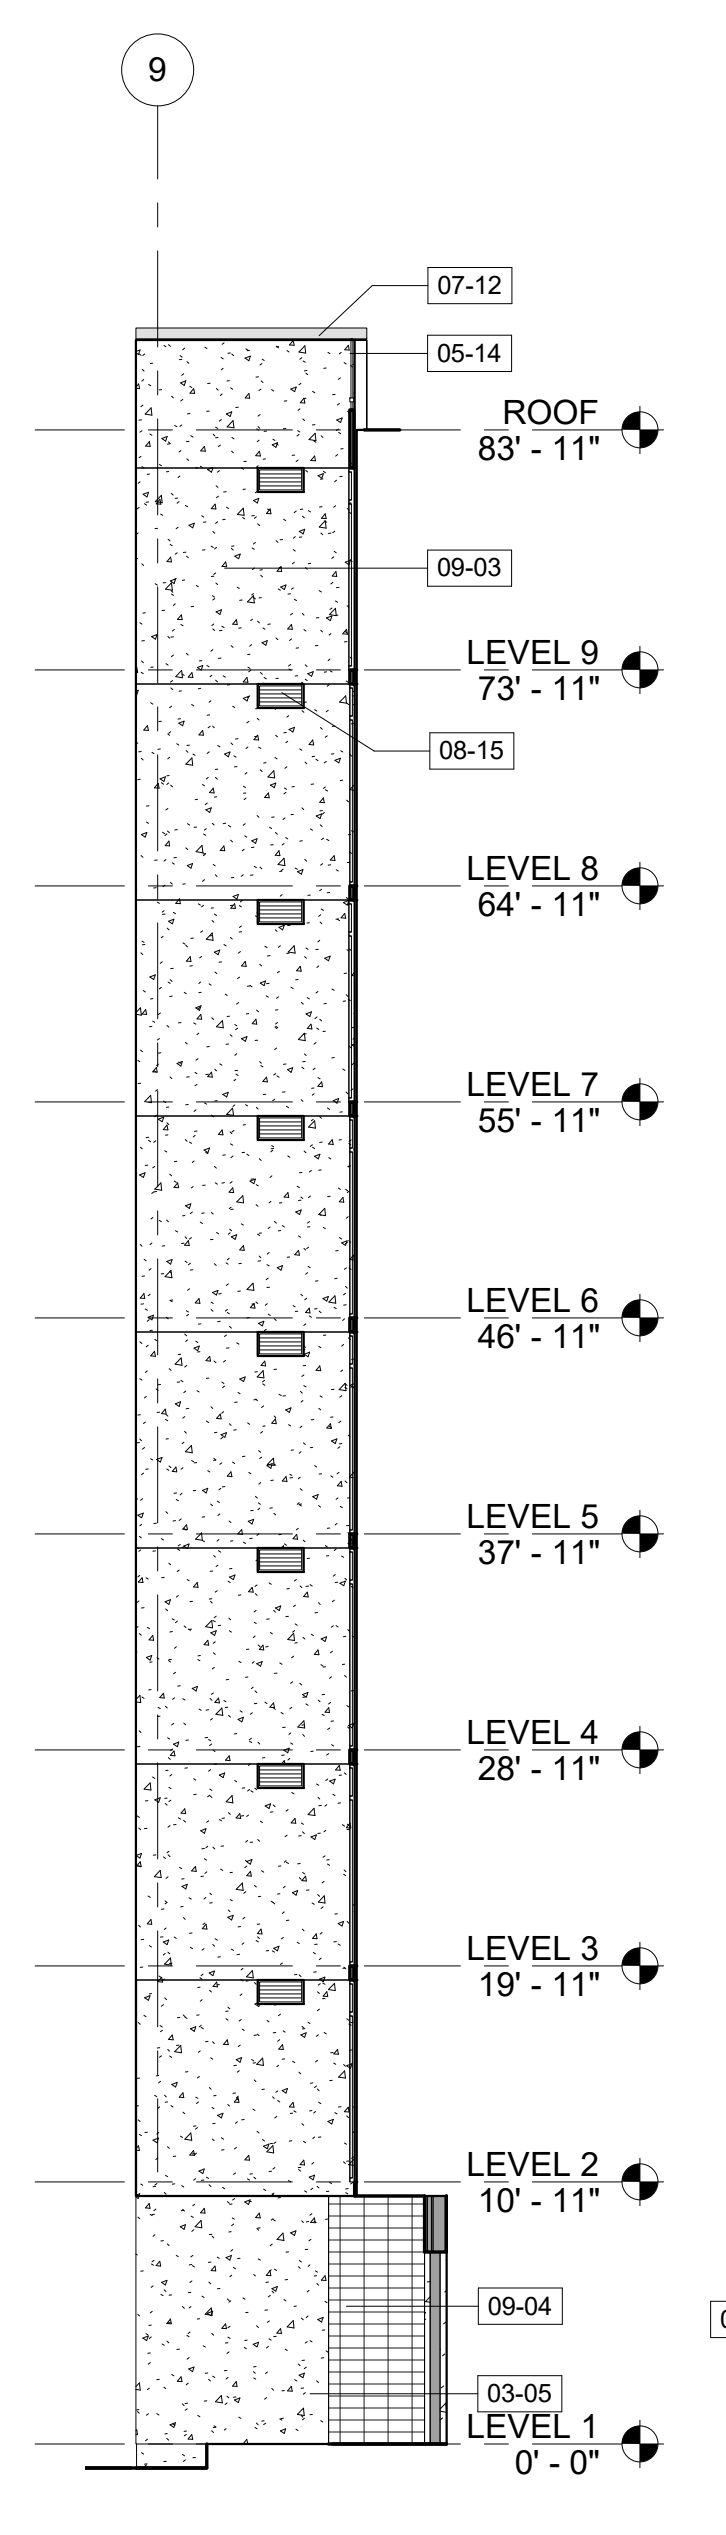 9
07-12
05-14
ROOF
83' - 11"
09-03
LEVEL 9
73' - 11"
08-15
LEVEL 8
64' - 11"
LEVEL 7
55' - 11"
LEVEL 6
46' - 11"
LEVEL 5
37' - 11"
LEVEL 4
28' - 11"
LEVEL 3
19' - 11"
LEVEL 2
10' - 11"
09-04
03-05
LEVEL 1
0' - 0"